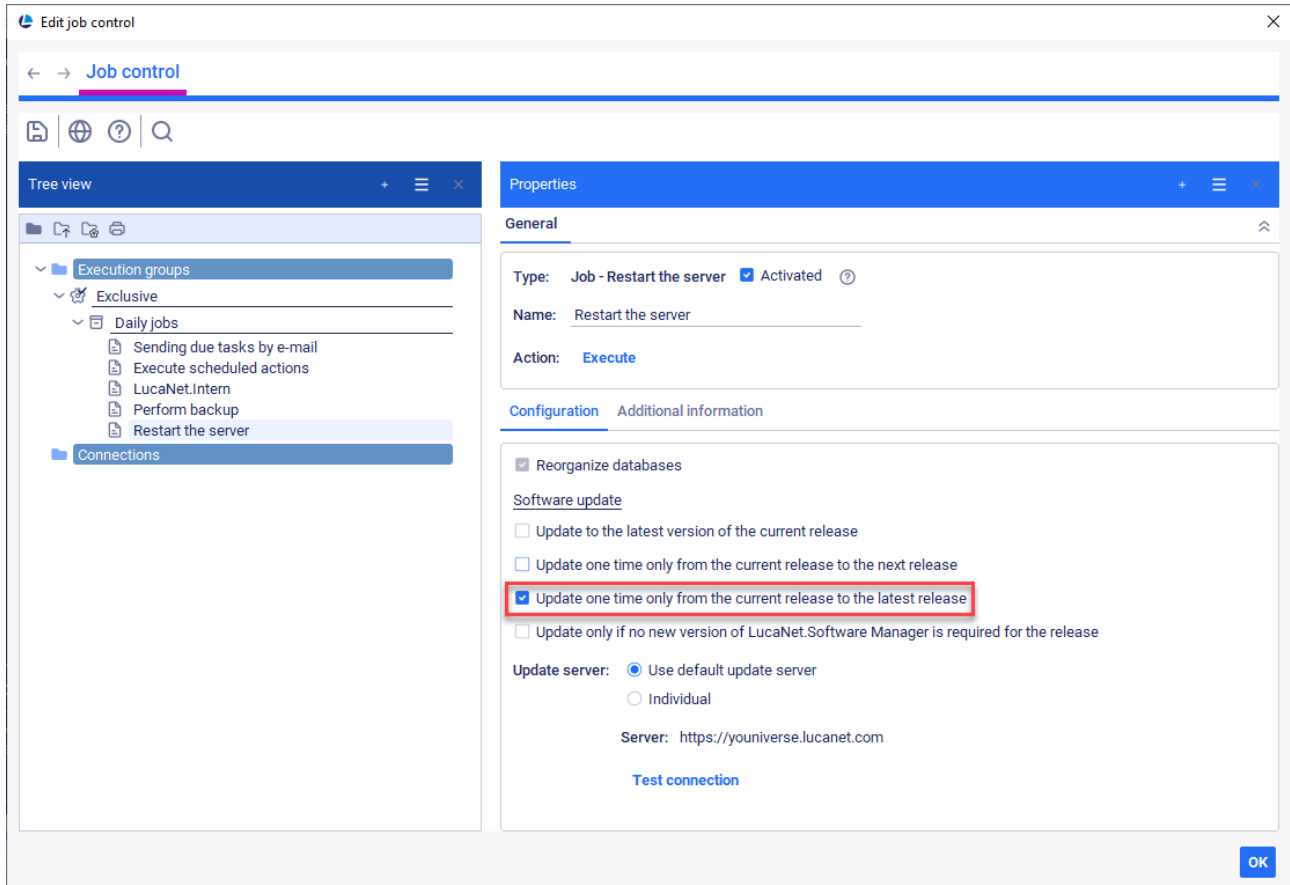 Edit job control
Job control
Tree view
Execution groups
Exclusive
Daily jobs
Sending due tasks by e-mail
Execute scheduled actions
LucaNet.Intern
Perform backup
Restart the server
Connections
Properties
General
Type: Job - Restart the server Activated
Name: Restart the server
Action: Execute
Configuration Additional information
Reorganize databases
Software update
Update to the latest version of the current release
Update one time only from the current release to the next release
Update one time only from the current release to the latest release
Update only if no new version of LucaNet.Software Manager is required for the release
Update server: Use default update server
Individual
Server: https://youniverse.lucanet.com
Test connection
OK